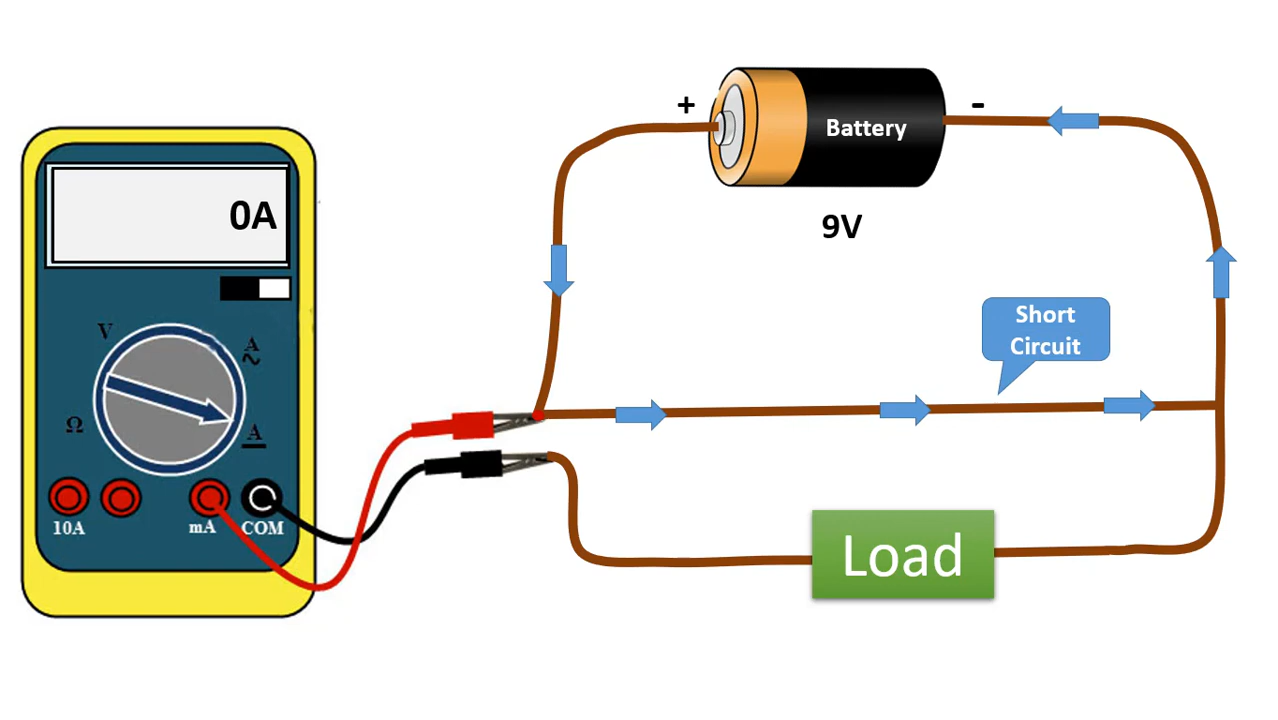 +
-
Battery
9V
0A
Short
Circuit
V
A
~
Ω
A
10A
mA
COM
Load